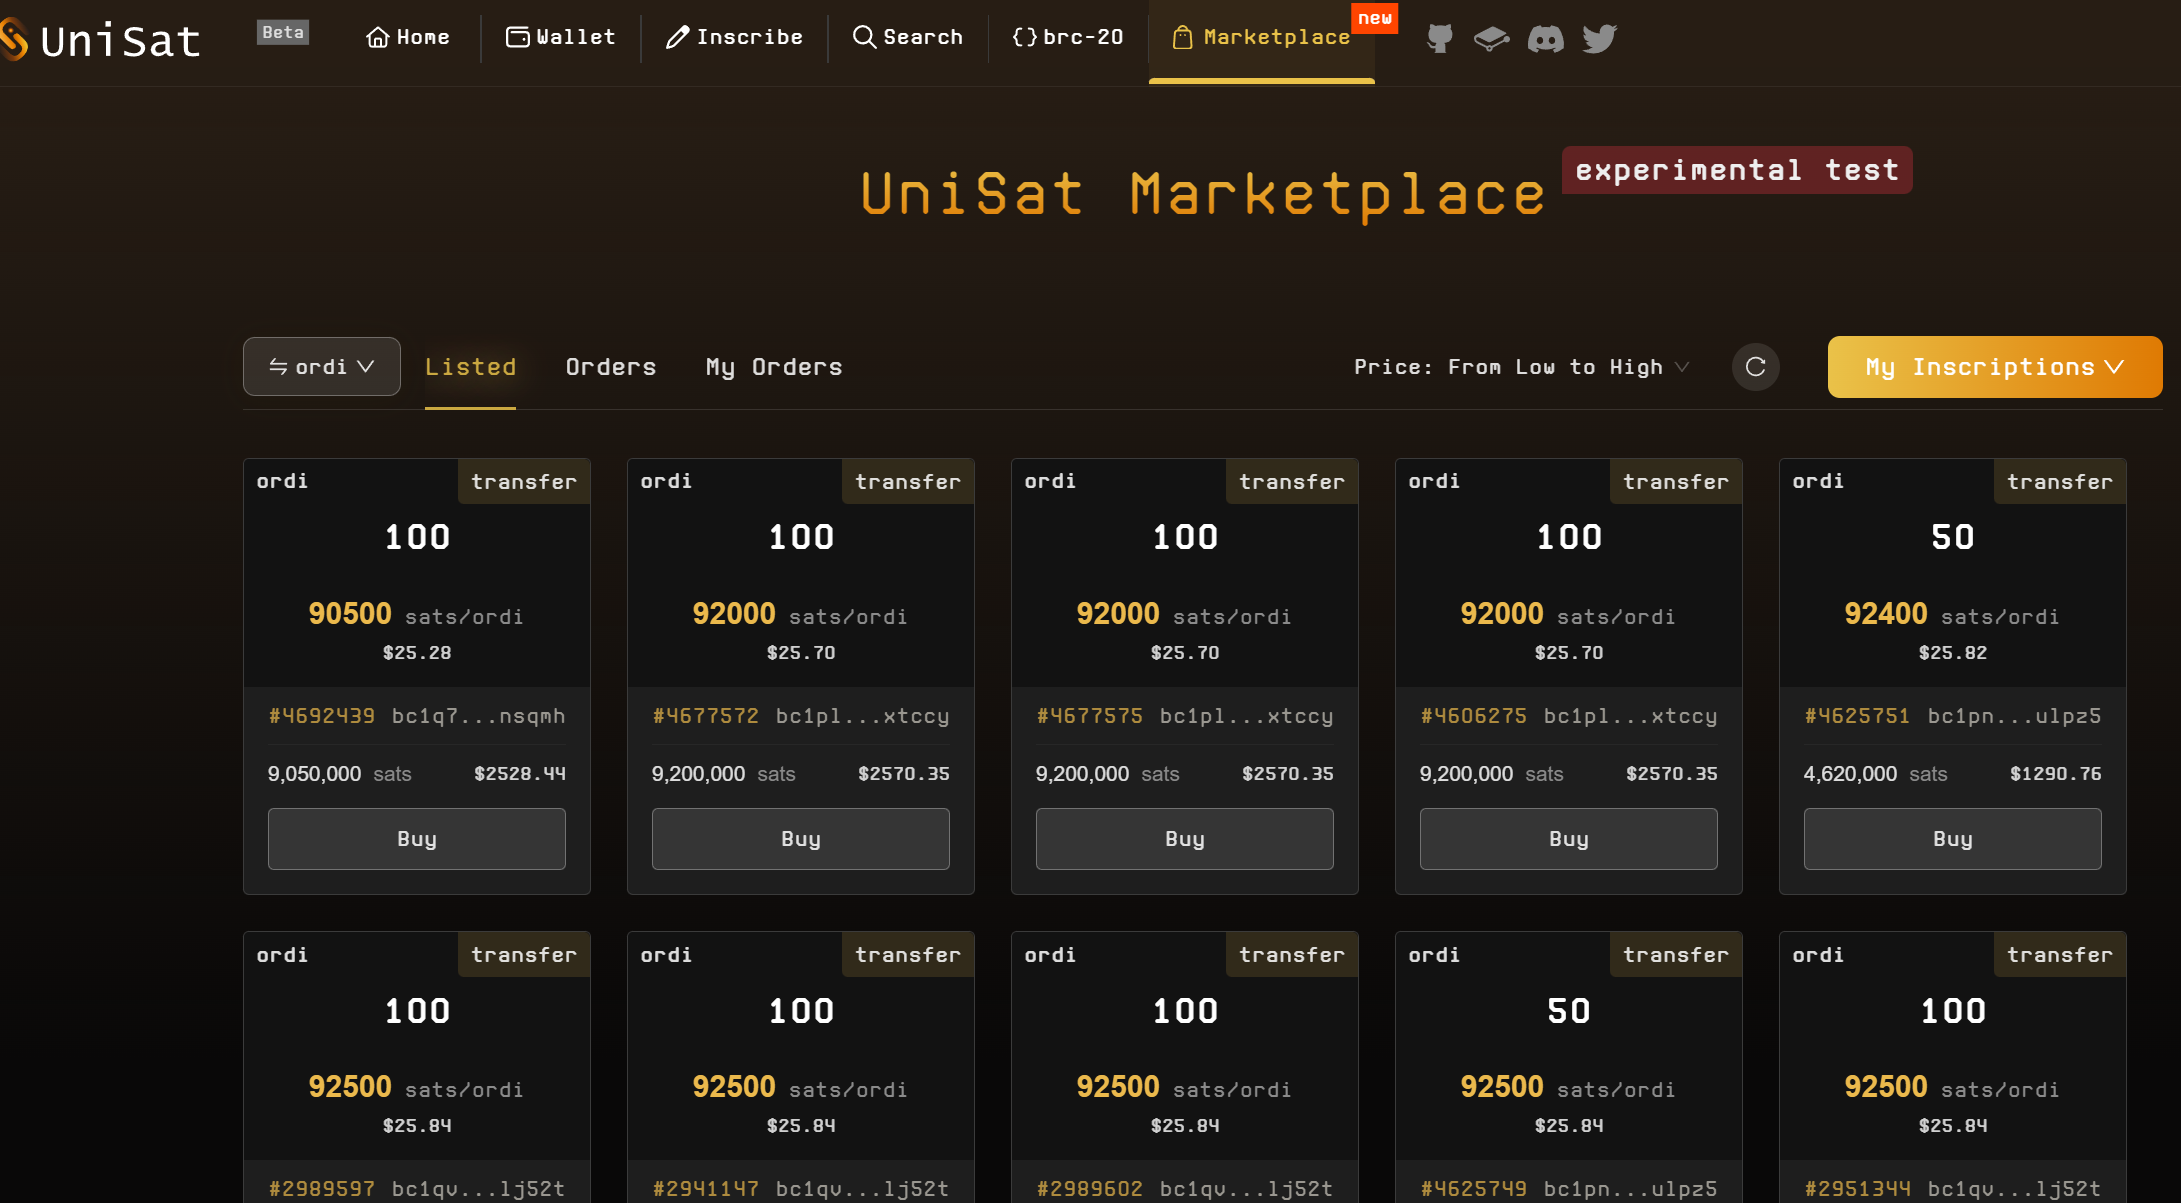 UniSat Beta Home Wallet Inscribe Search {} brc-20 Marketplace new
UniSat Marketplace experimental test
ordi Listed Orders My Orders Price: From Low to High My Inscriptions
ordi transfer
100
90500 sats/ordi
$25.28
#4692439 bc1q7...nsqmh
9,050,000 sats $2528.44
Buy
ordi transfer
100
92000 sats/ordi
$25.70
#4677572 bc1pl...xtccy
9,200,000 sats $2570.35
Buy
ordi transfer
100
92000 sats/ordi
$25.70
#4677575 bc1pl...xtccy
9,200,000 sats $2570.35
Buy
ordi transfer
100
92000 sats/ordi
$25.70
#4606275 bc1pl...xtccy
9,200,000 sats $2570.35
Buy
ordi transfer
50
92400 sats/ordi
$25.82
#4625751 bc1pn...ulpz5
4,620,000 sats $1290.76
Buy
ordi transfer
100
92500 sats/ordi
$25.84
#2989597 bc1qv...lj52t
ordi transfer
100
92500 sats/ordi
$25.84
#2941147 bc1qv...lj52t
ordi transfer
100
92500 sats/ordi
$25.84
#2989602 bc1qv...lj52t
ordi transfer
50
92500 sats/ordi
$25.84
#4625749 bc1pn...ulpz5
ordi transfer
100
92500 sats/ordi
$25.84
#2951344 bc1qv...lj52t